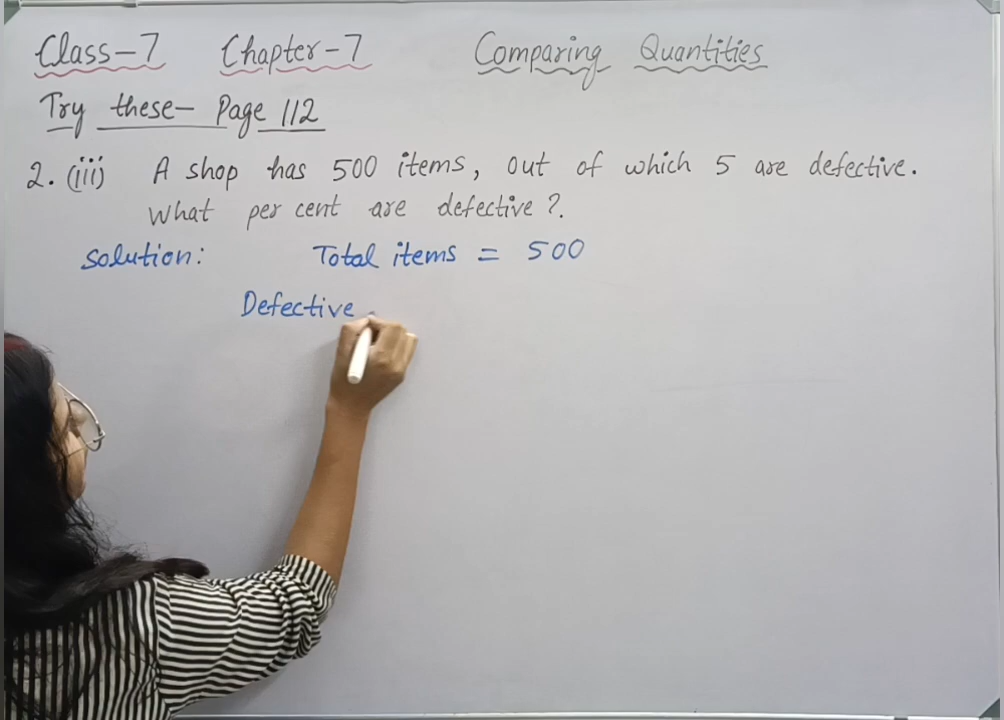 Class-7 Chapter-7 Comparing Quantities
Try these- Page 112
2. (iii) A shop has 500 items, out of which 5 are defective.
What per cent are defective?.
Solution: Total items = 500
Defective